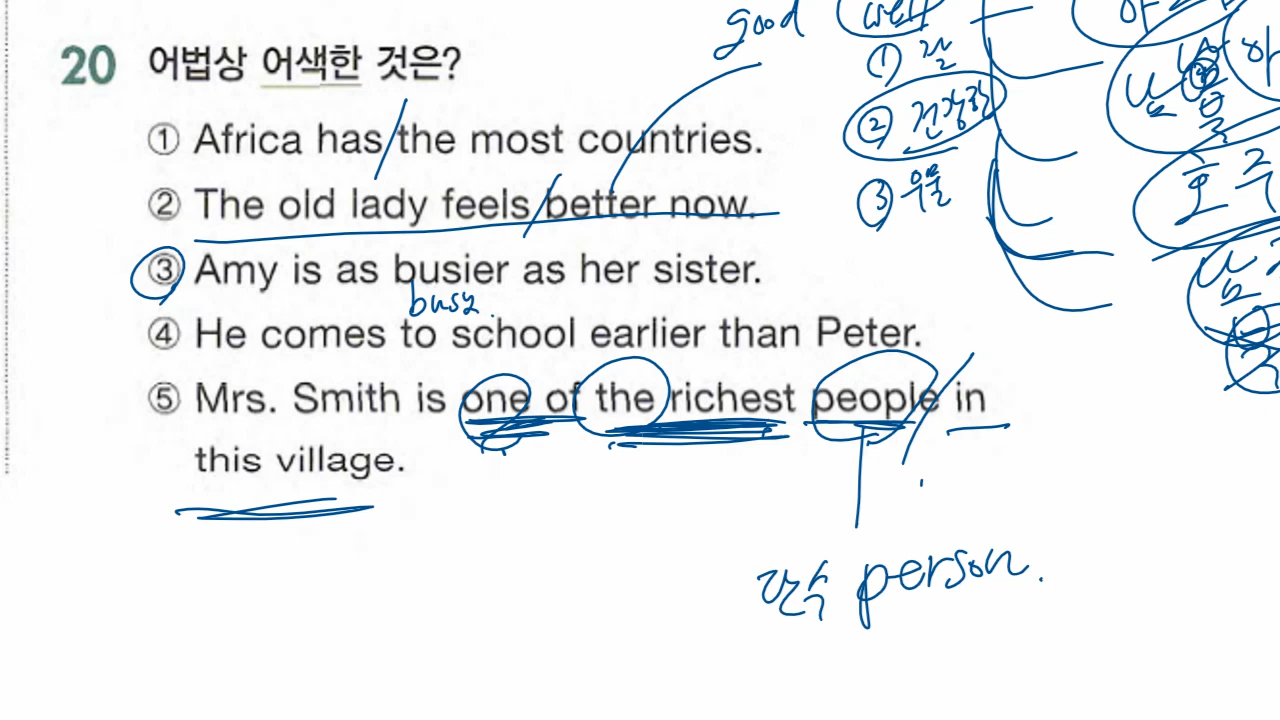 good well
① 잘
20 어법상 어색한 것은?
② 건강한
① Africa has the most countries.
③ 우물
호주
② The old lady feels better now.
③ Amy is as busier as her sister.
busy.
④ He comes to school earlier than Peter.
⑤ Mrs. Smith is one of the richest people in
this village.
단수 person.